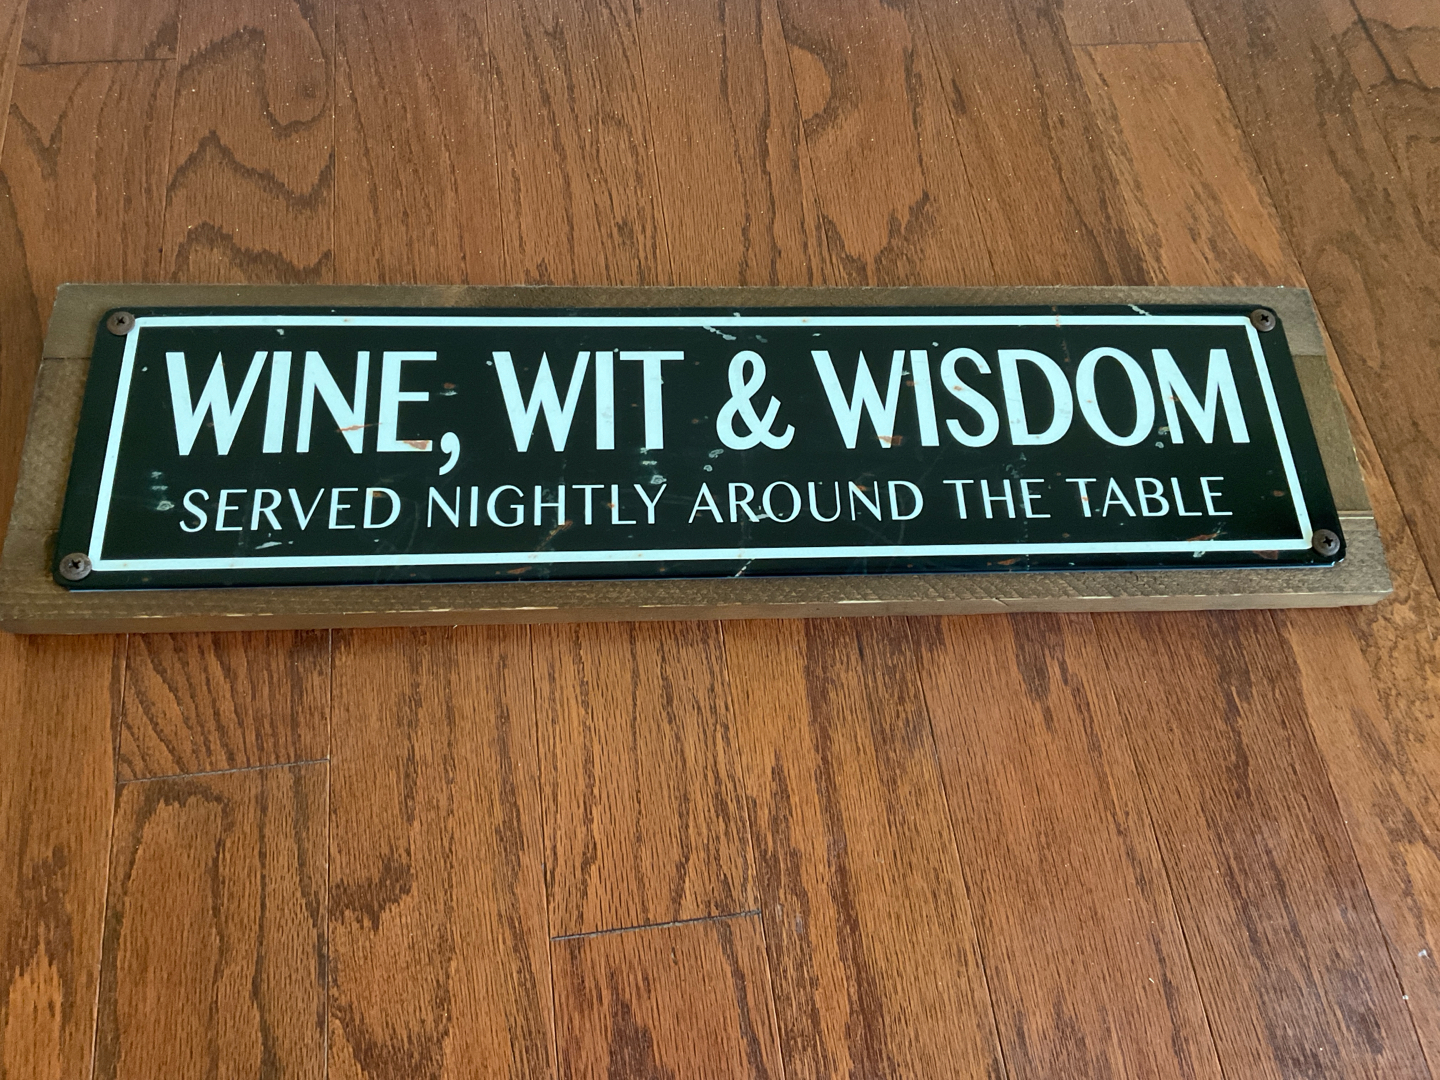 WINE, WIT & WISDOM
SERVED NIGHTLY AROUND THE TABLE